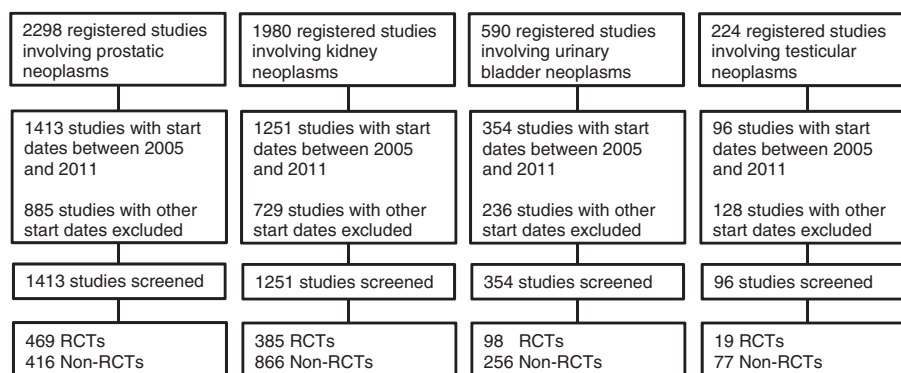 2298 registered studies
involving prostatic
neoplasms
1413 studies with start
dates between 2005
and 2011
885 studies with other
start dates excluded
1413 studies screened
469 RCTs
416 Non-RCTs
1980 registered studies
involving kidney
neoplasms
1251 studies with start
dates between 2005
and 2011
729 studies with other
start dates excluded
1251 studies screened
385 RCTs
866 Non-RCTs
590 registered studies
involving urinary
bladder neoplasms
354 studies with start
dates between 2005
and 2011
236 studies with other
start dates excluded
354 studies screened
98 RCTs
256 Non-RCTs
224 registered studies
involving testicular
neoplasms
96 studies with start
dates between 2005
and 2011
128 studies with other
start dates excluded
96 studies screened
19 RCTs
77 Non-RCTs